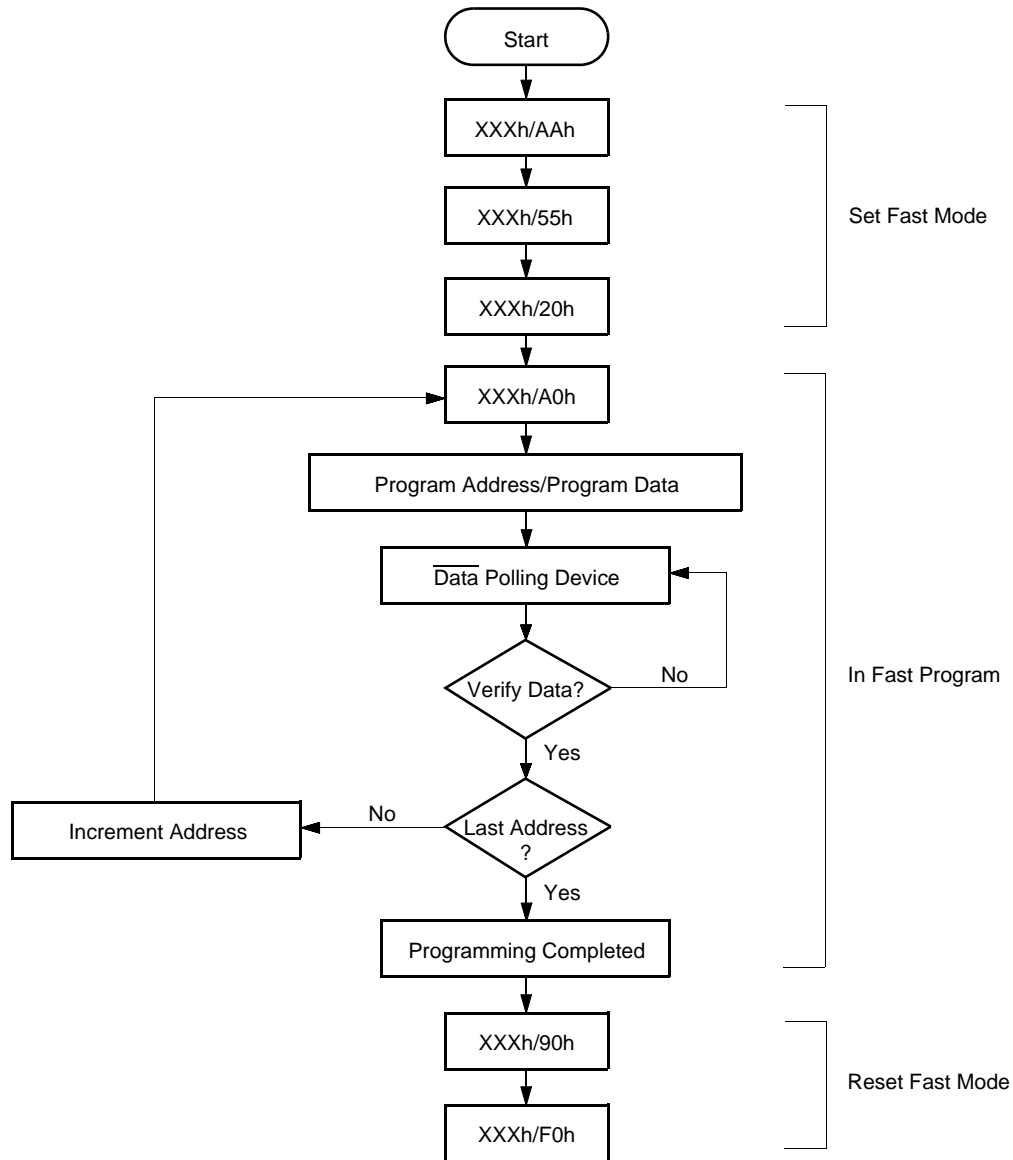 Start
XXXh/AAh
XXXh/55h
Set Fast Mode
XXXh/20h
XXXh/A0h
Program Address/Program Data
Data Polling Device
Verify Data?
No
In Fast Program
Yes
Increment Address
No
Last Address
?
Yes
Programming Completed
XXXh/90h
Reset Fast Mode
XXXh/F0h